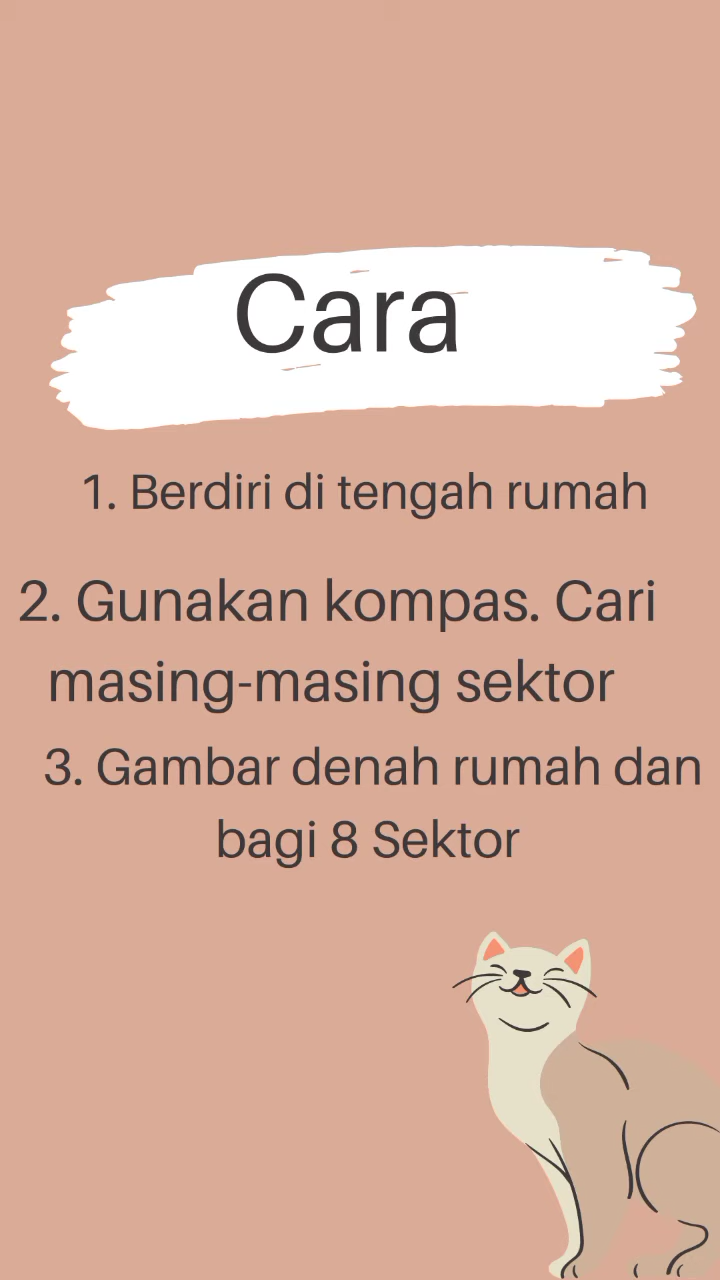 Cara
1. Berdiri di tengah rumah
2. Gunakan kompas. Cari
masing-masing sektor
3. Gambar denah rumah dan
bagi 8 Sektor